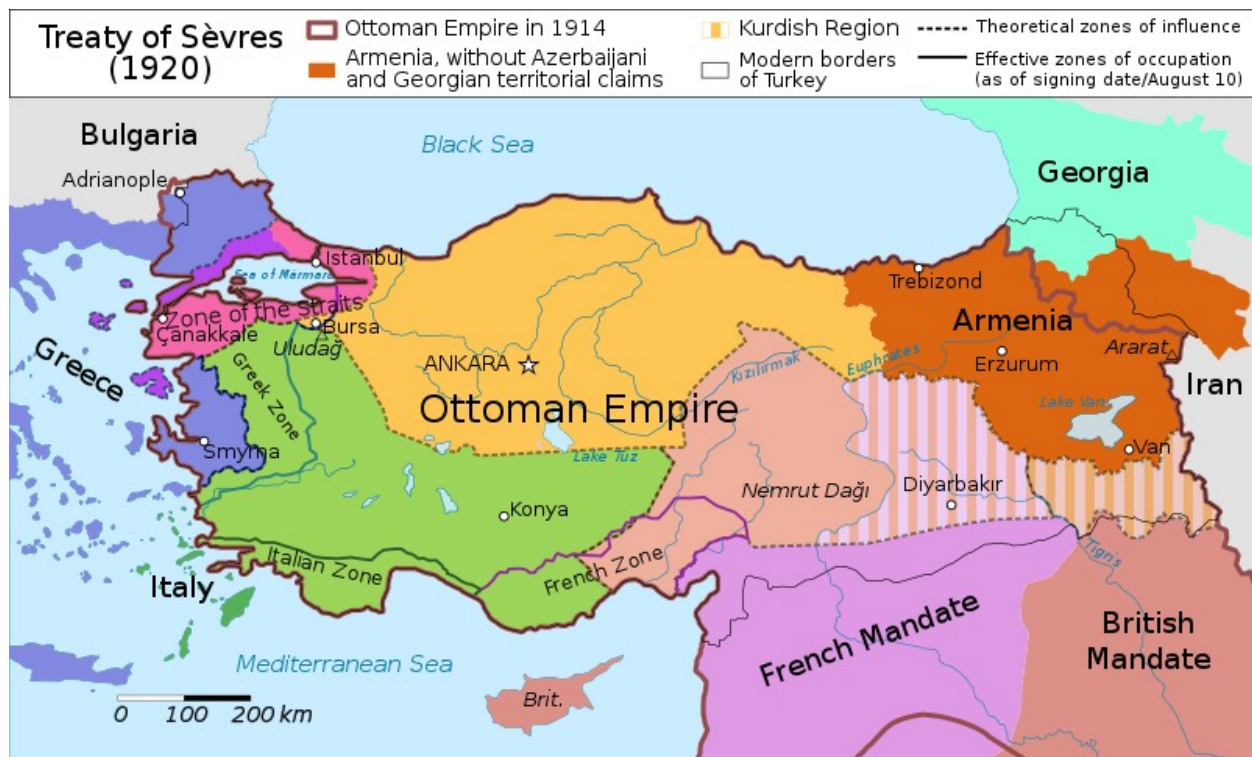 Treaty of Sèvres
(1920)
Ottoman Empire in 1914
Armenia, without Azerbaijani
and Georgian territorial claims
Kurdish Region
Modern borders
of Turkey
Theoretical zones of influence
Effective zones of occupation
(as of signing date/August 10)
Bulgaria
Black Sea
Adrianople
Georgia
Istanbul
Sea of Marmara
Trebizond
Zone of the Straits
Çanakkale
Bursa
Uludağ
Armenia
Greece
ANKARA
Kızılırmak
Euphrates
Erzurum
Ararat
Iran
Greek Zone
Ottoman Empire
Lake Van
Smyrna
Lake Tuz
Van
Konya
Nemrut Dağı
Diyarbakır
Italian Zone
French Zone
Tigris
Italy
French Mandate
British
Mandate
Mediterranean Sea
Brit.
0 100 200 km